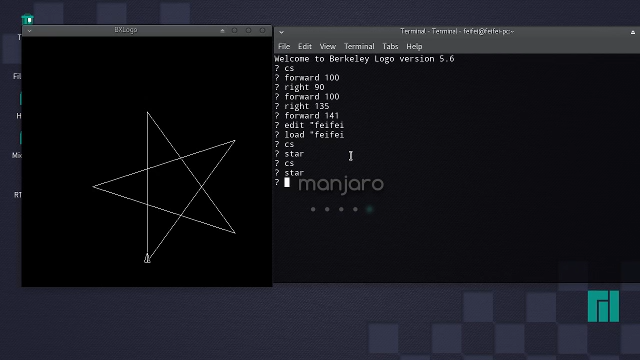 BXLogo
Terminal - Terminal - feifei@feifei-pc:~
File Edit View Terminal Tabs Help
Welcome to Berkeley Logo version 5.6
? cs
? forward 100
? right 90
? forward 100
? right 135
? forward 141
? edit "feifei
? load "feifei
? cs
? star
? cs
? star
?
manjaro